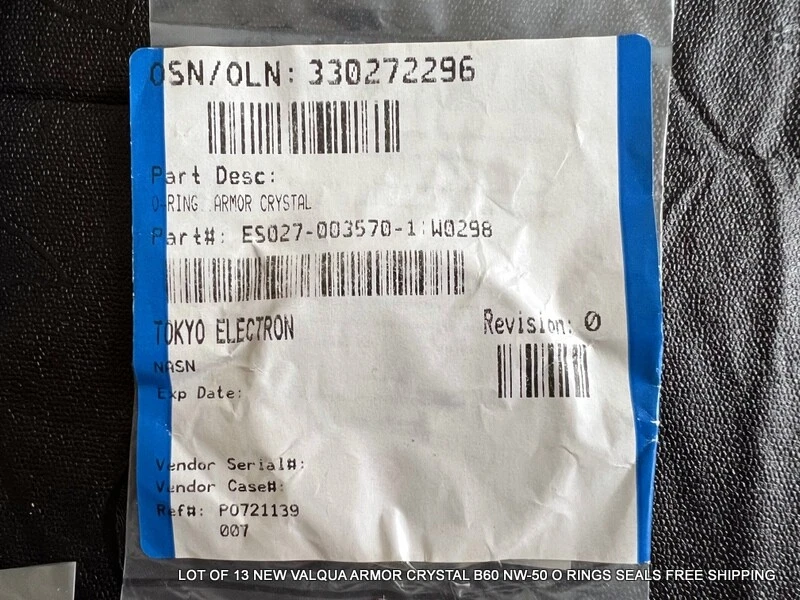 OSN/OLN: 330272296
Part Desc:
O-RING, ARMOR CRYSTAL
Part#: ES027-003570-1:W0298
TOKYO ELECTRON
Revision: 0
NASN
Exp Date:
Vendor Serial#:
Vendor Case#:
Ref#: PO721139
007
LOT OF 13 NEW VALQUA ARMOR CRYSTAL B60 NW-50 O RINGS SEALS FREE SHIPPING